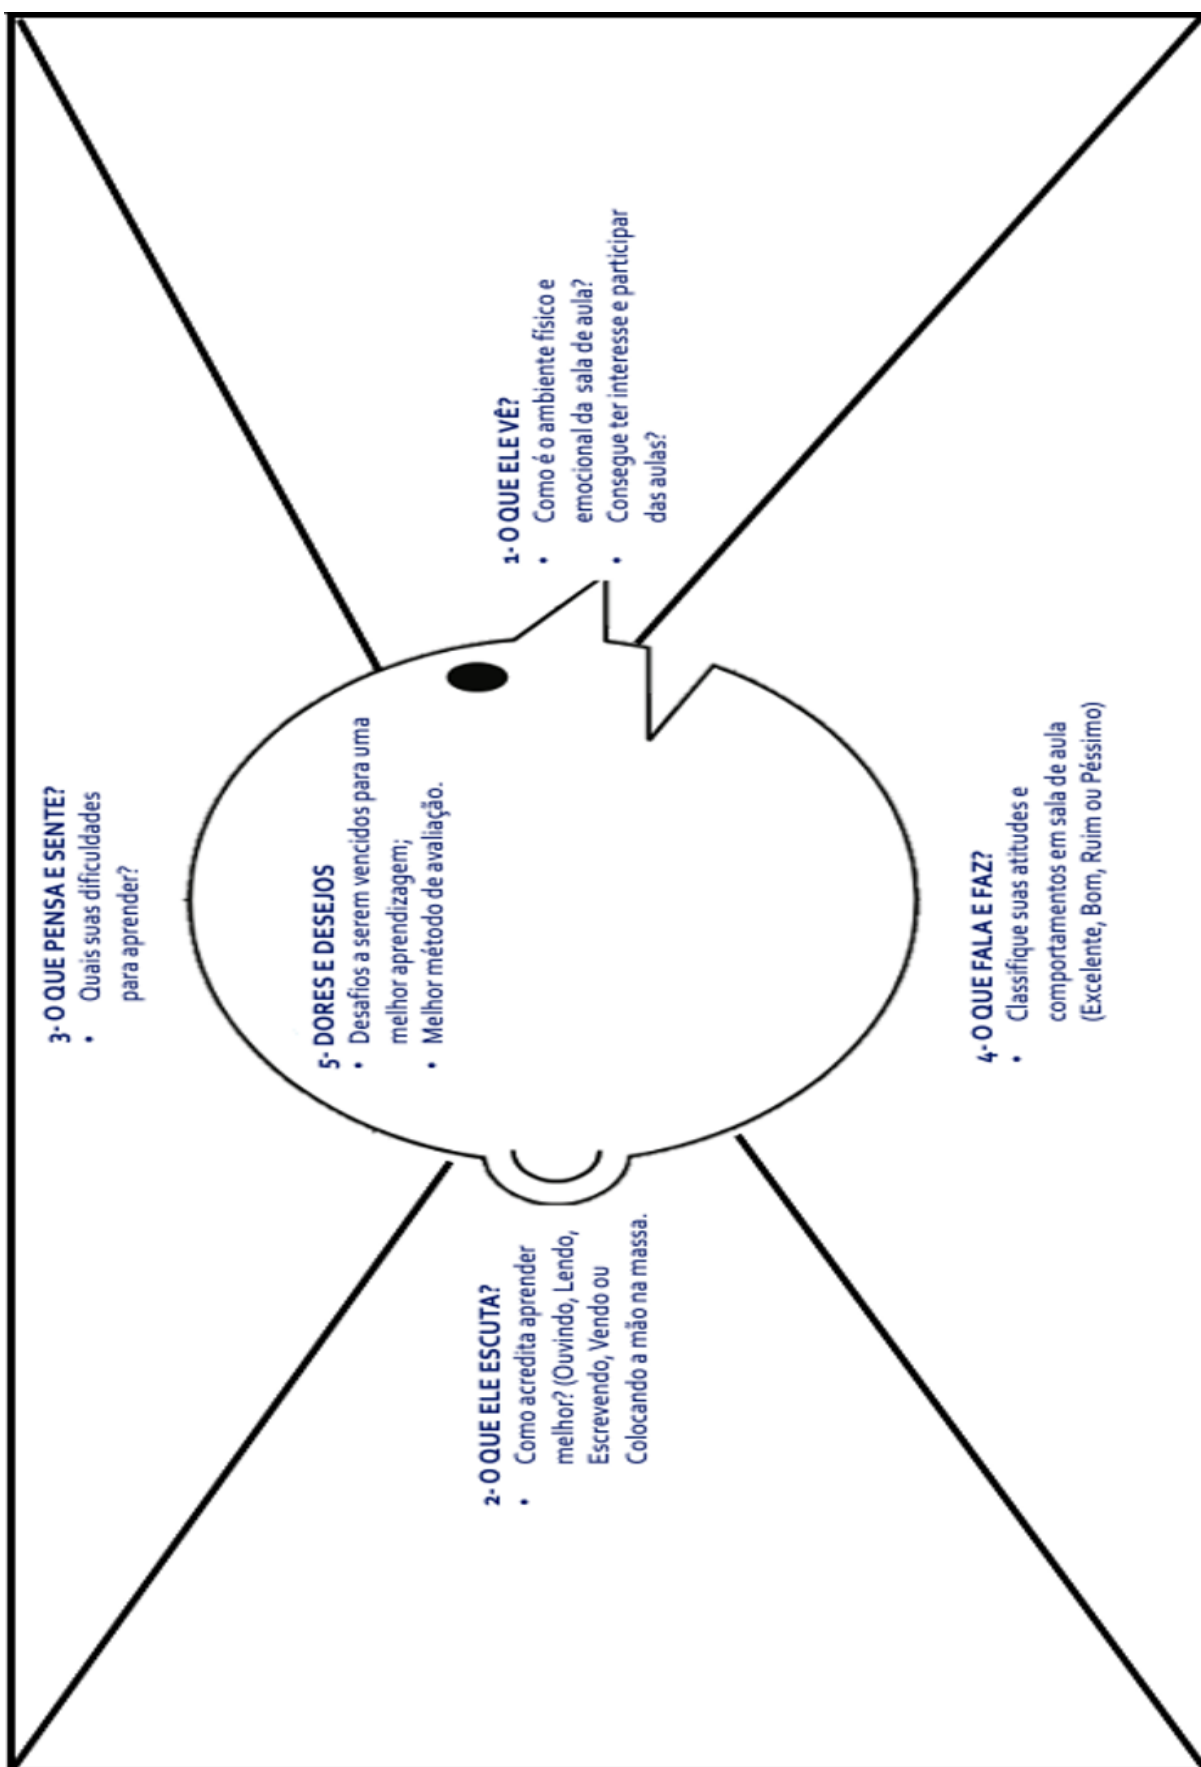 3- O QUE PENSA E SENTE?
• Quais suas dificuldades
para aprender?
5- DORES E DESEJOS
• Desafios a serem vencidos para uma
melhor aprendizagem;
• Melhor método de avaliação.
2- O QUE ELE ESCUTA?
• Como acredita aprender
melhor? (Ouvindo, Lendo,
Escrevendo, Vendo ou
Colocando a mão na massa.
1- O QUE ELE VÊ?
• Como é o ambiente físico e
emocional da sala de aula?
• Consegue ter interesse e participar
das aulas?
4- O QUE FALA E FAZ?
• Classifique suas atitudes e
comportamentos em sala de aula
(Excelente, Bom, Ruim ou Péssimo)